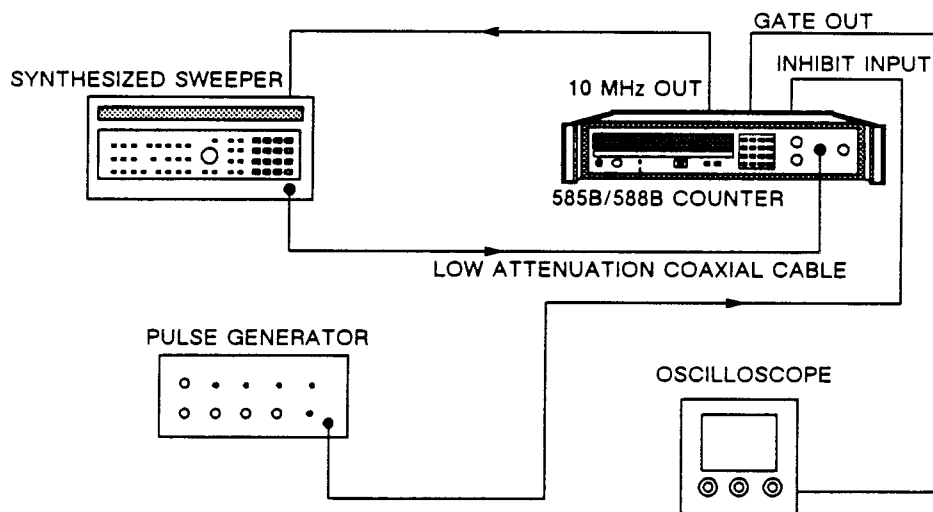 GATE OUT
SYNTHESIZED SWEEPER
INHIBIT INPUT
10 MHz OUT
585B/588B COUNTER
LOW ATTENUATION COAXIAL CABLE
PULSE GENERATOR
OSCILLOSCOPE